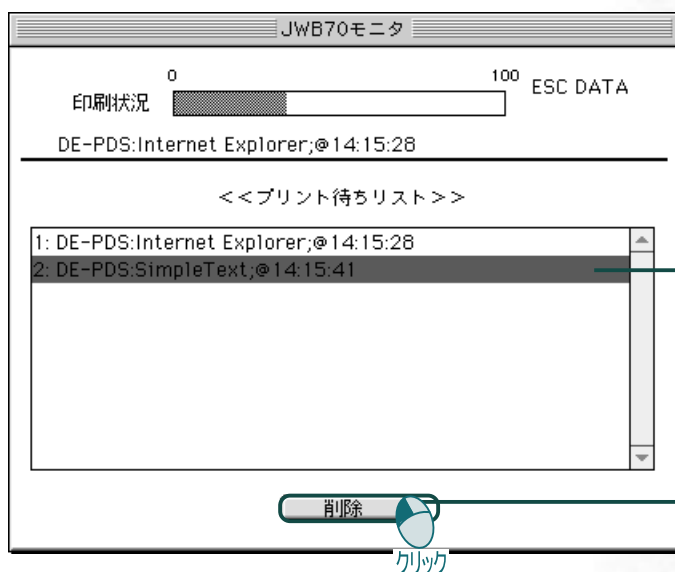 JWB70モニタ
0 100
印刷状況 ESC DATA
DE-PDS:Internet Explorer;@14:15:28
<<プリント待ちリスト>>
1: DE-PDS:Internet Explorer;@14:15:28
2: DE-PDS:SimpleText;@14:15:41
削除
クリック